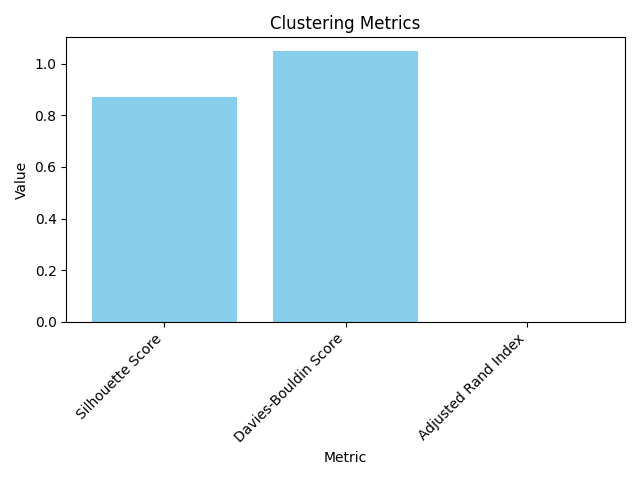 Clustering Metrics
1.0
0.8
0.6
0.4
0.2
0.0
Value
Silhouette Score
Davies-Bouldin Score
Adjusted Rand Index
Metric